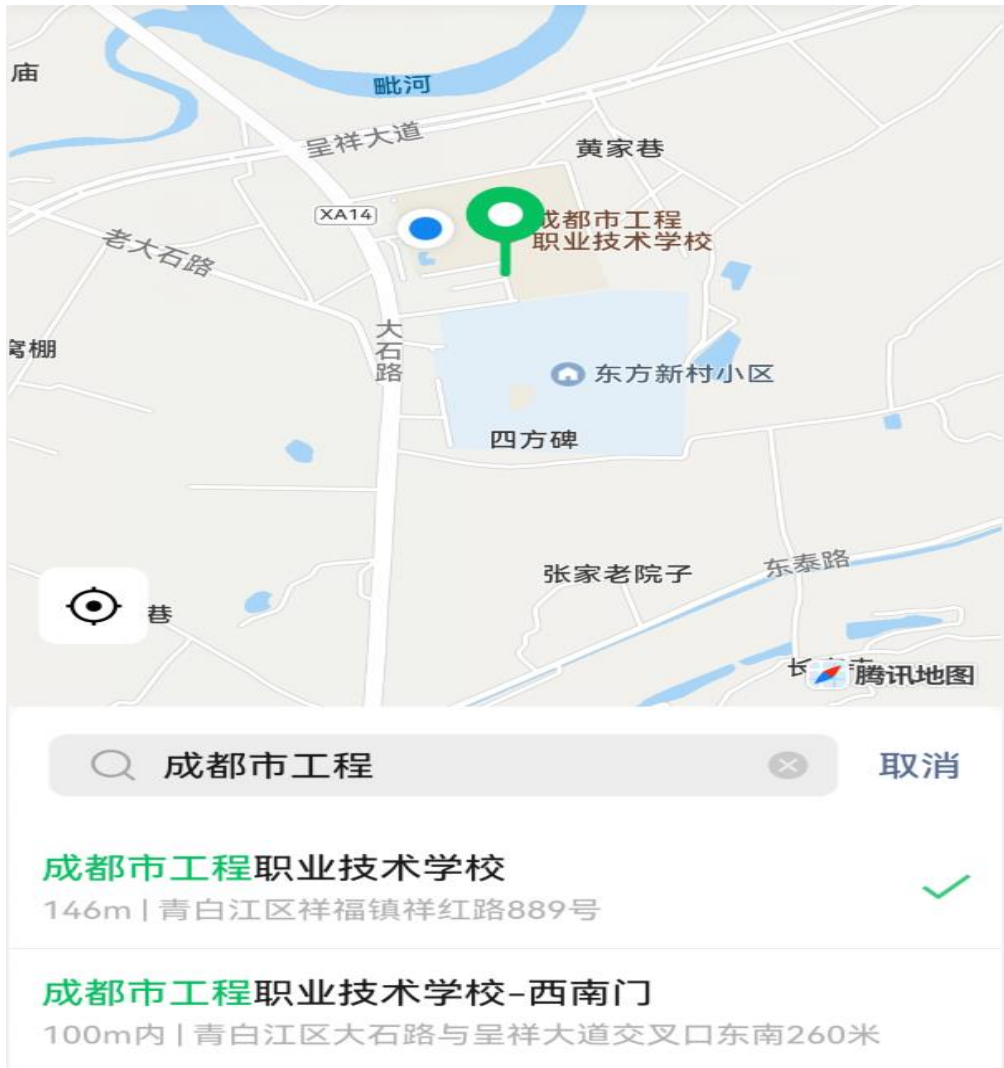 庙
毗河
呈祥大道
黄家巷
XA14
成都市工程
职业技术学校
老大石路
大石路
窝棚
东方新村小区
四方碑
张家老院子
东泰路
巷
腾讯地图
成都市工程
取消
成都市工程职业技术学校
146m | 青白江区祥福镇祥红路889号
成都市工程职业技术学校-西南门
100m内 | 青白江区大石路与呈祥大道交叉口东南260米